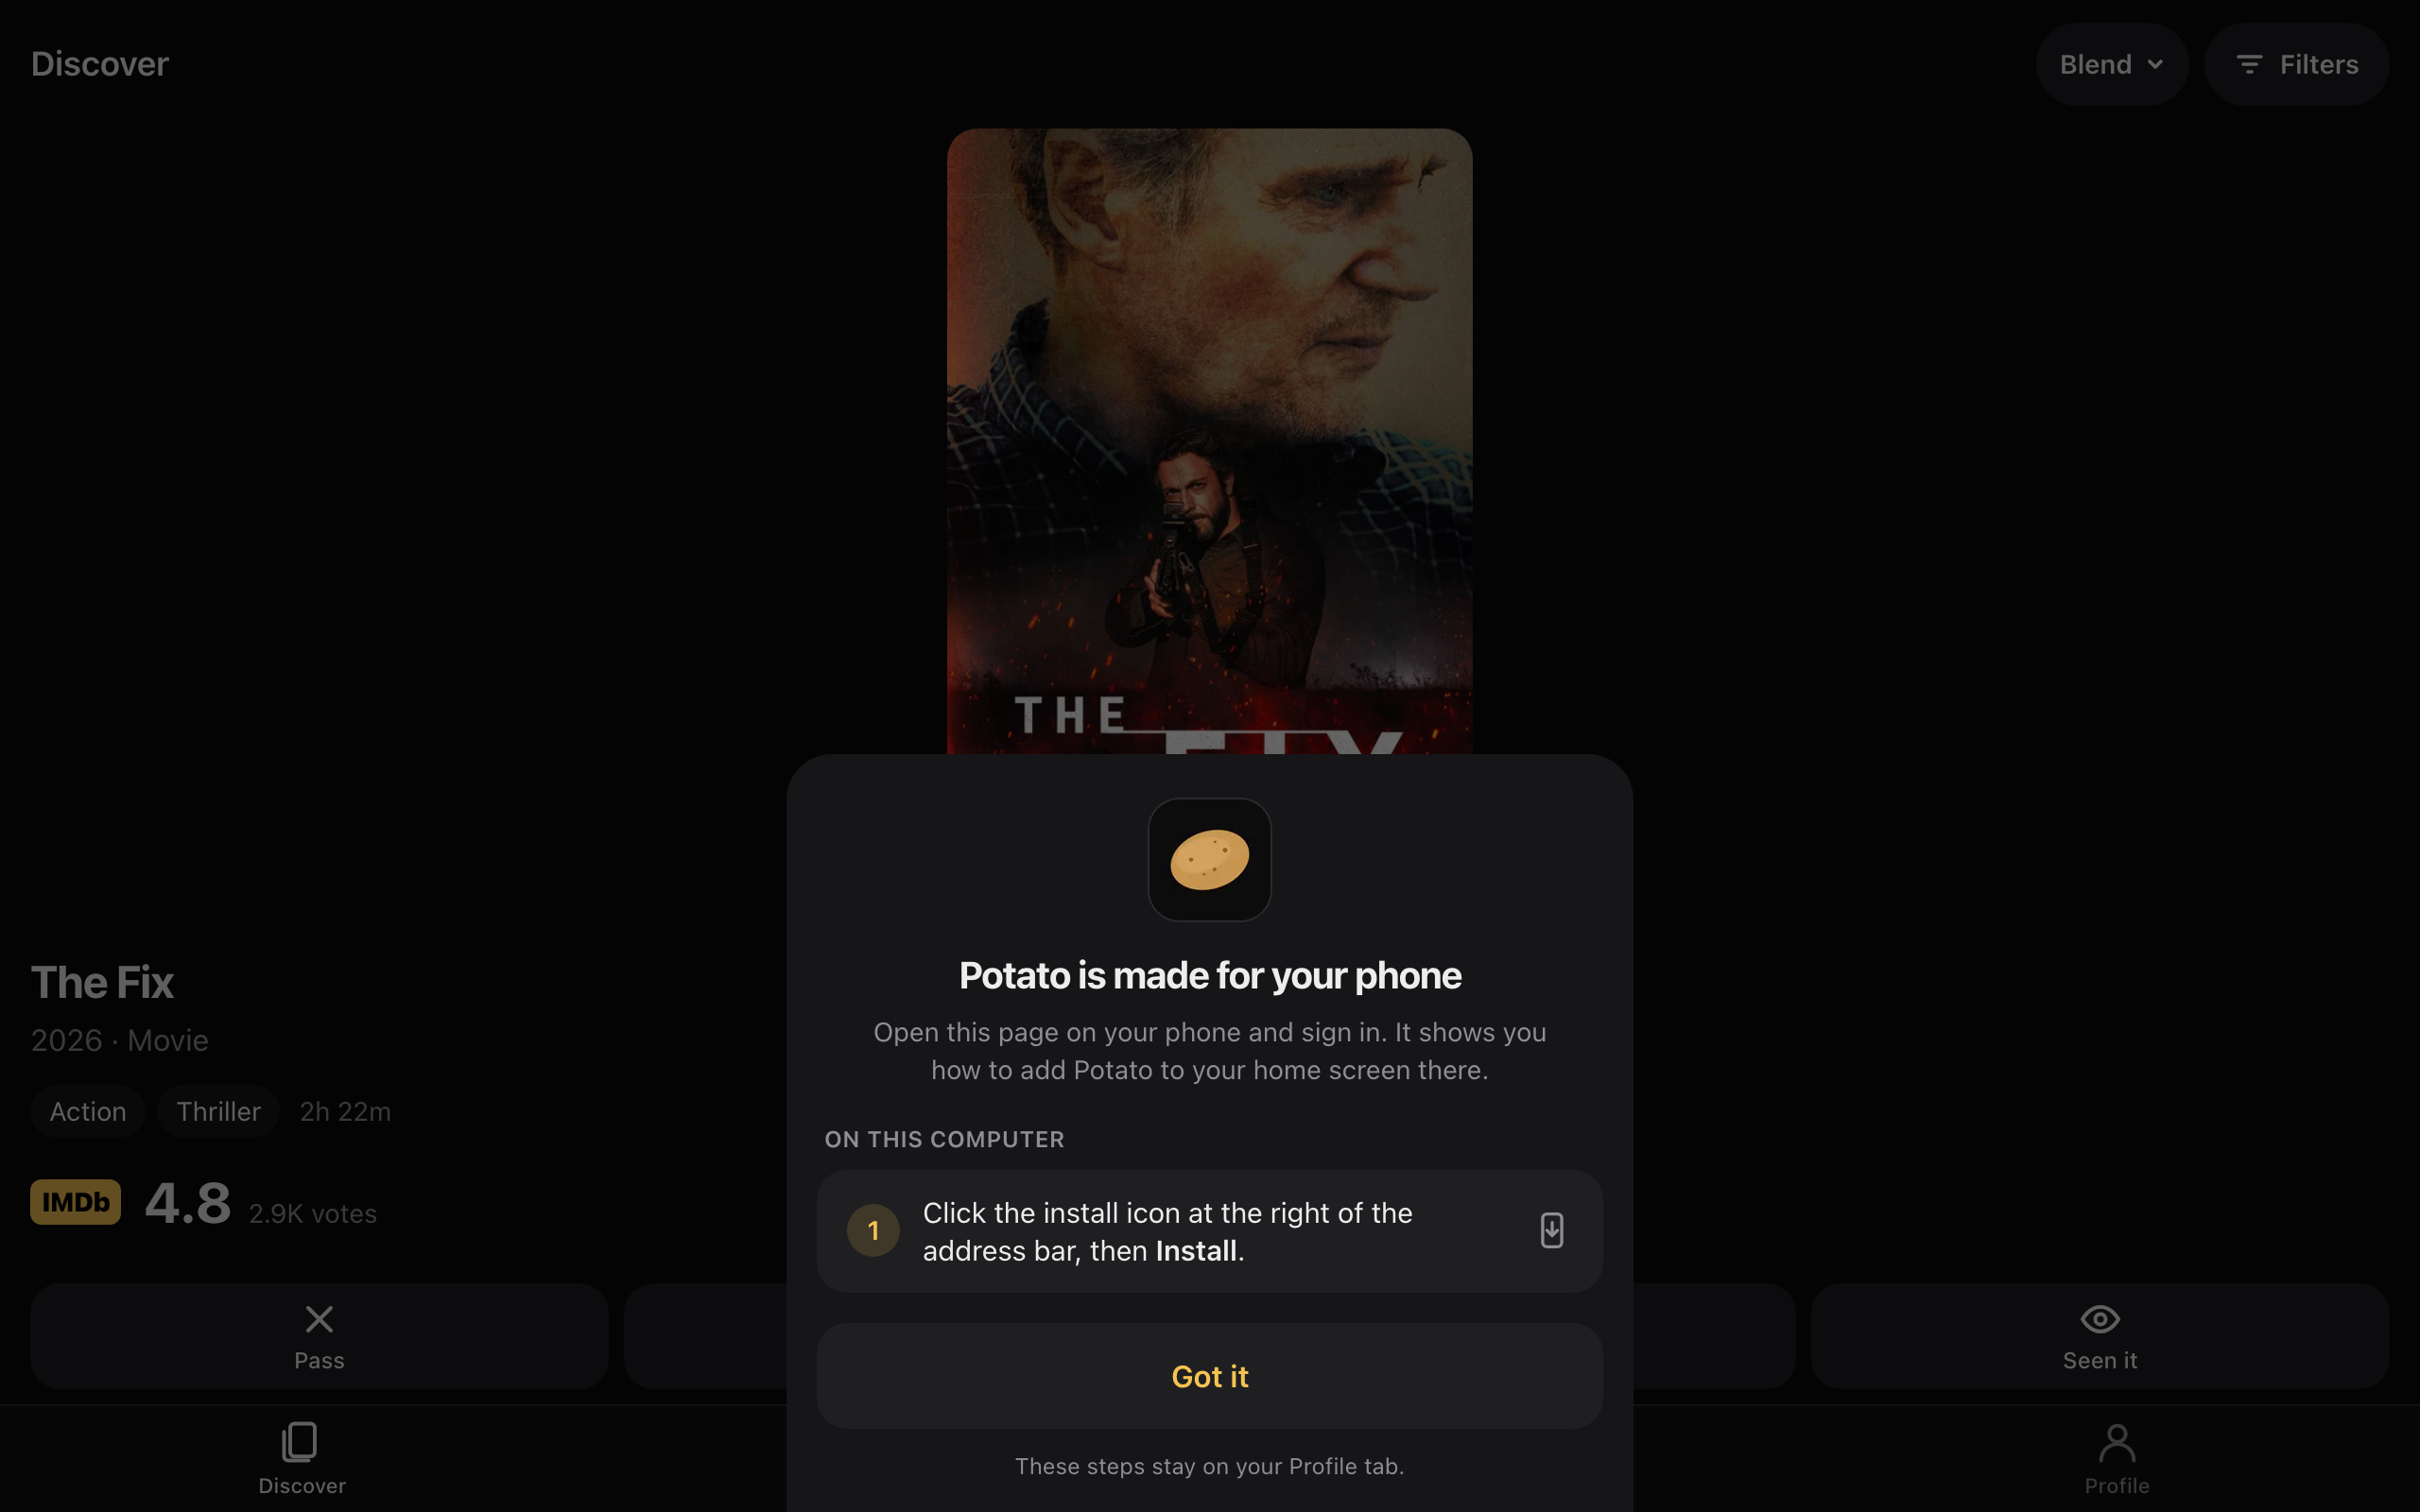 Discover
Blend
Filters
THE
Potato is made for your phone
Open this page on your phone and sign in. It shows you
how to add Potato to your home screen there.
ON THIS COMPUTER
1
Click the install icon at the right of the
address bar, then Install.
Got it
These steps stay on your Profile tab.
The Fix
2026 · Movie
Action
Thriller
2h 22m
IMDb
4.8
2.9K votes
Pass
Seen it
Discover
Profile